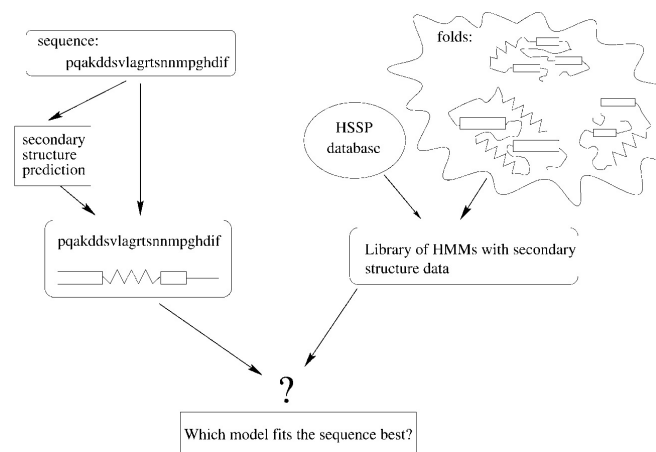 sequence:
pqakddsvlagrtsnnmpghdif
folds:
secondary
structure
prediction
HSSP
database
pqakddsvlagrtsnnmpghdif
Library of HMMs with secondary
structure data
?
Which model fits the sequence best?